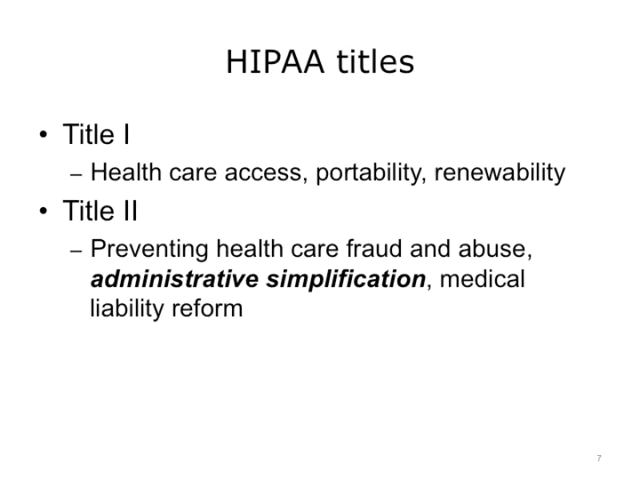 HIPAA titles
• Title I
– Health care access, portability, renewability
• Title II
– Preventing health care fraud and abuse,
administrative simplification, medical
liability reform
7